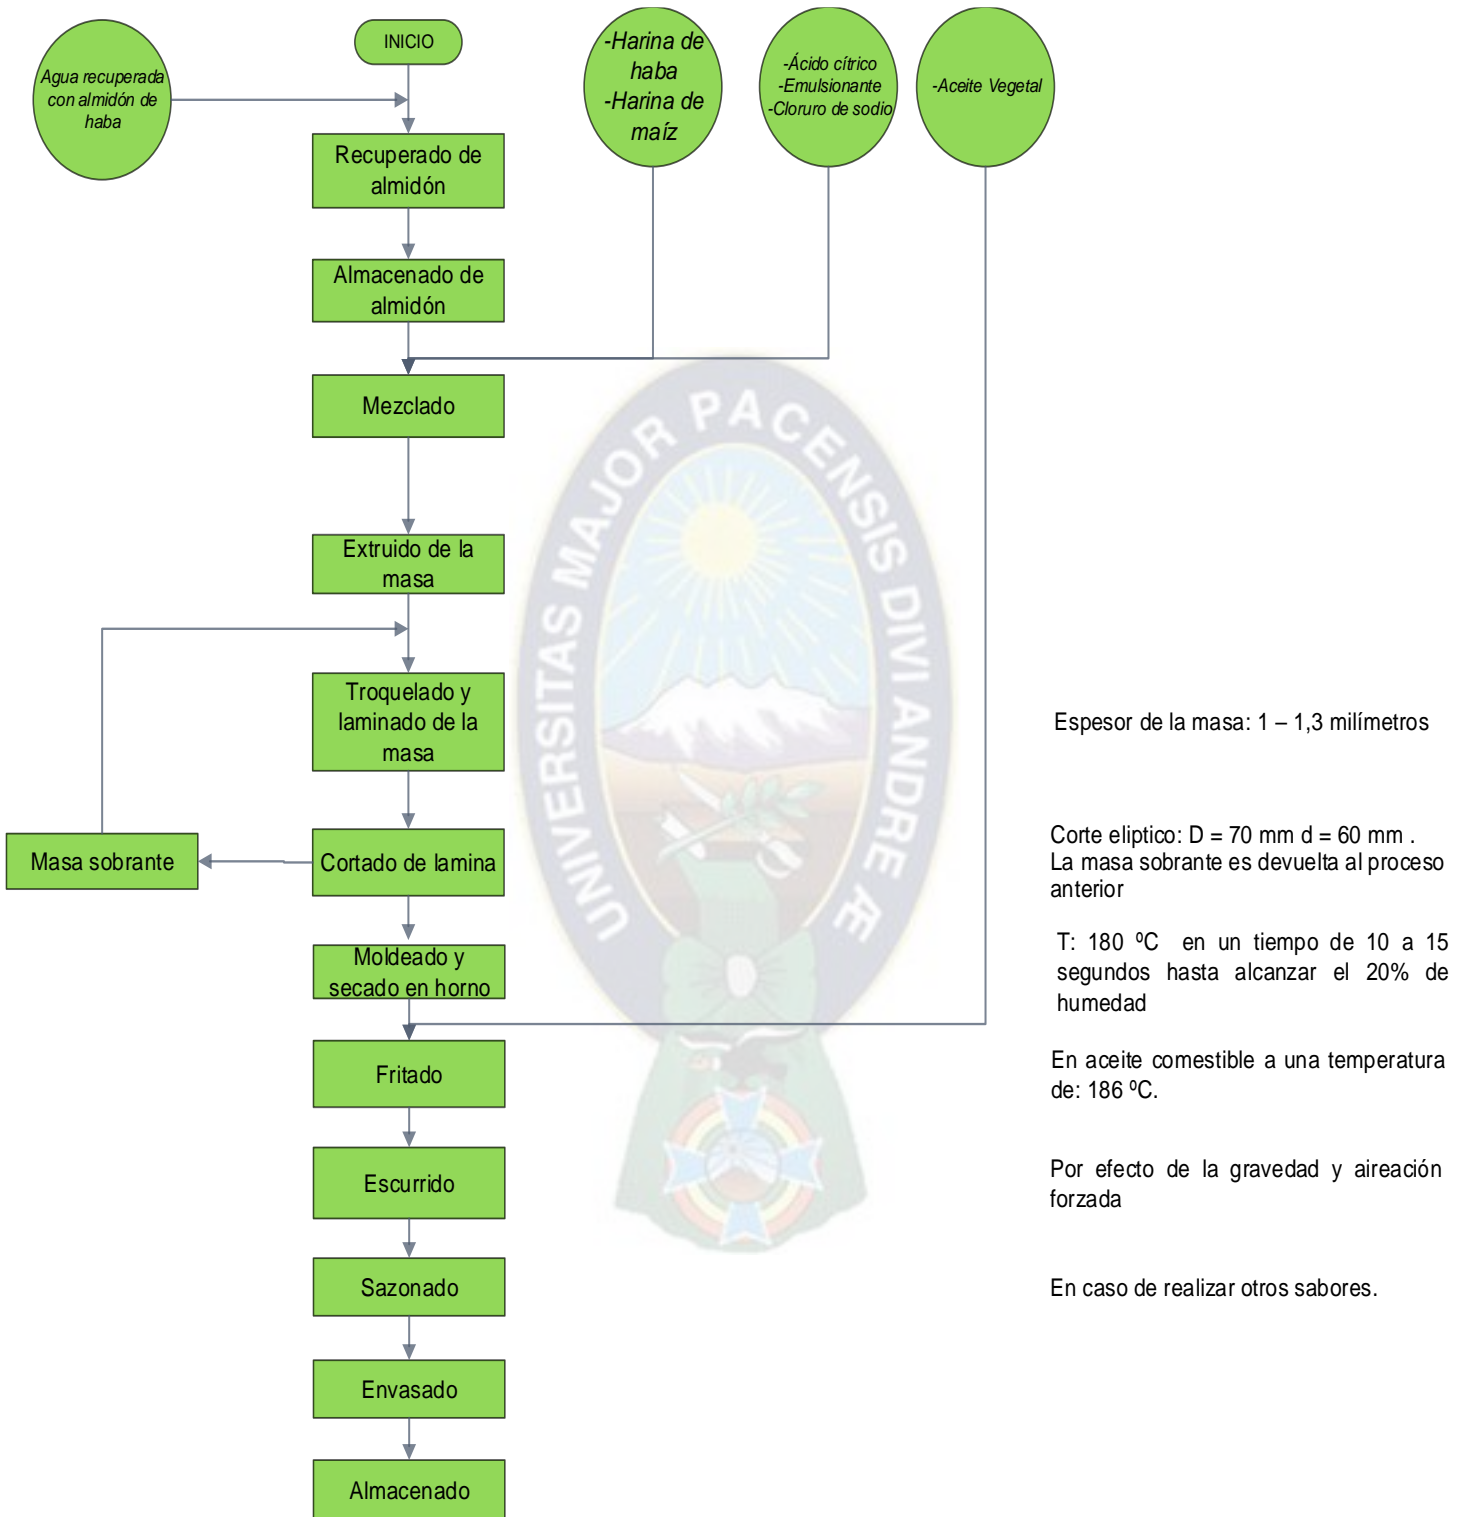 INICIO
Agua recuperada
con almidón de
haba
-Harina de
haba
-Harina de
maíz
-Ácido cítrico
-Emulsionante
-Cloruro de sodio
-Aceite Vegetal
Recuperado de
almidón
Almacenado de
almidón
Mezclado
Extruido de la
masa
Troquelado y
laminado de la
masa
Espesor de la masa: 1 – 1,3 milímetros
Masa sobrante
Cortado de lamina
Corte eliptico: D = 70 mm d = 60 mm .
La masa sobrante es devuelta al proceso
anterior
Moldeado y
secado en horno
T: 180 ºC en un tiempo de 10 a 15
segundos hasta alcanzar el 20% de
humedad
Fritado
En aceite comestible a una temperatura
de: 186 ºC.
Escurrido
Por efecto de la gravedad y aireación
forzada
Sazonado
En caso de realizar otros sabores.
Envasado
Almacenado
UNIVERSITAS MAJOR PACENSIS DIVI ANDRE Æ